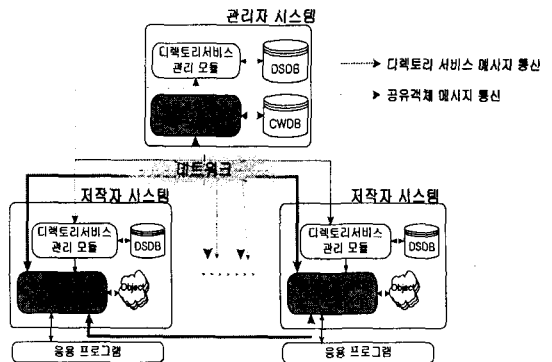 관리자 시스템
디렉토리서비스
관리 모듈
DSDB
CWDB
디렉토리 서비스 메시지 통신
공유객체 메시지 통신
네트워크
저작자 시스템
디렉토리서비스
관리 모듈
DSDB
Object
응용 프로그램
저작자 시스템
디렉토리서비스
관리 모듈
DSDB
Object
응용 프로그램